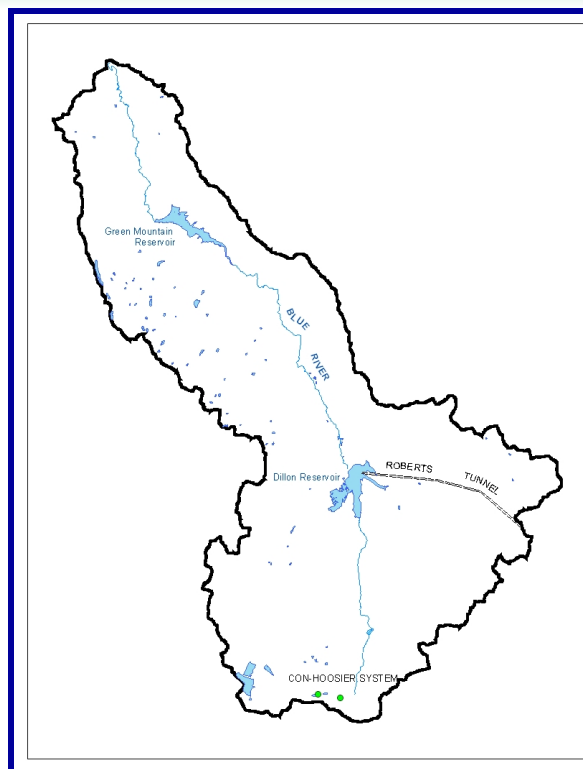 Green Mountain
Reservoir
BLUE
RIVER
Dillon Reservoir
ROBERTS
TUNNEL
CON-HOOSIER SYSTEM